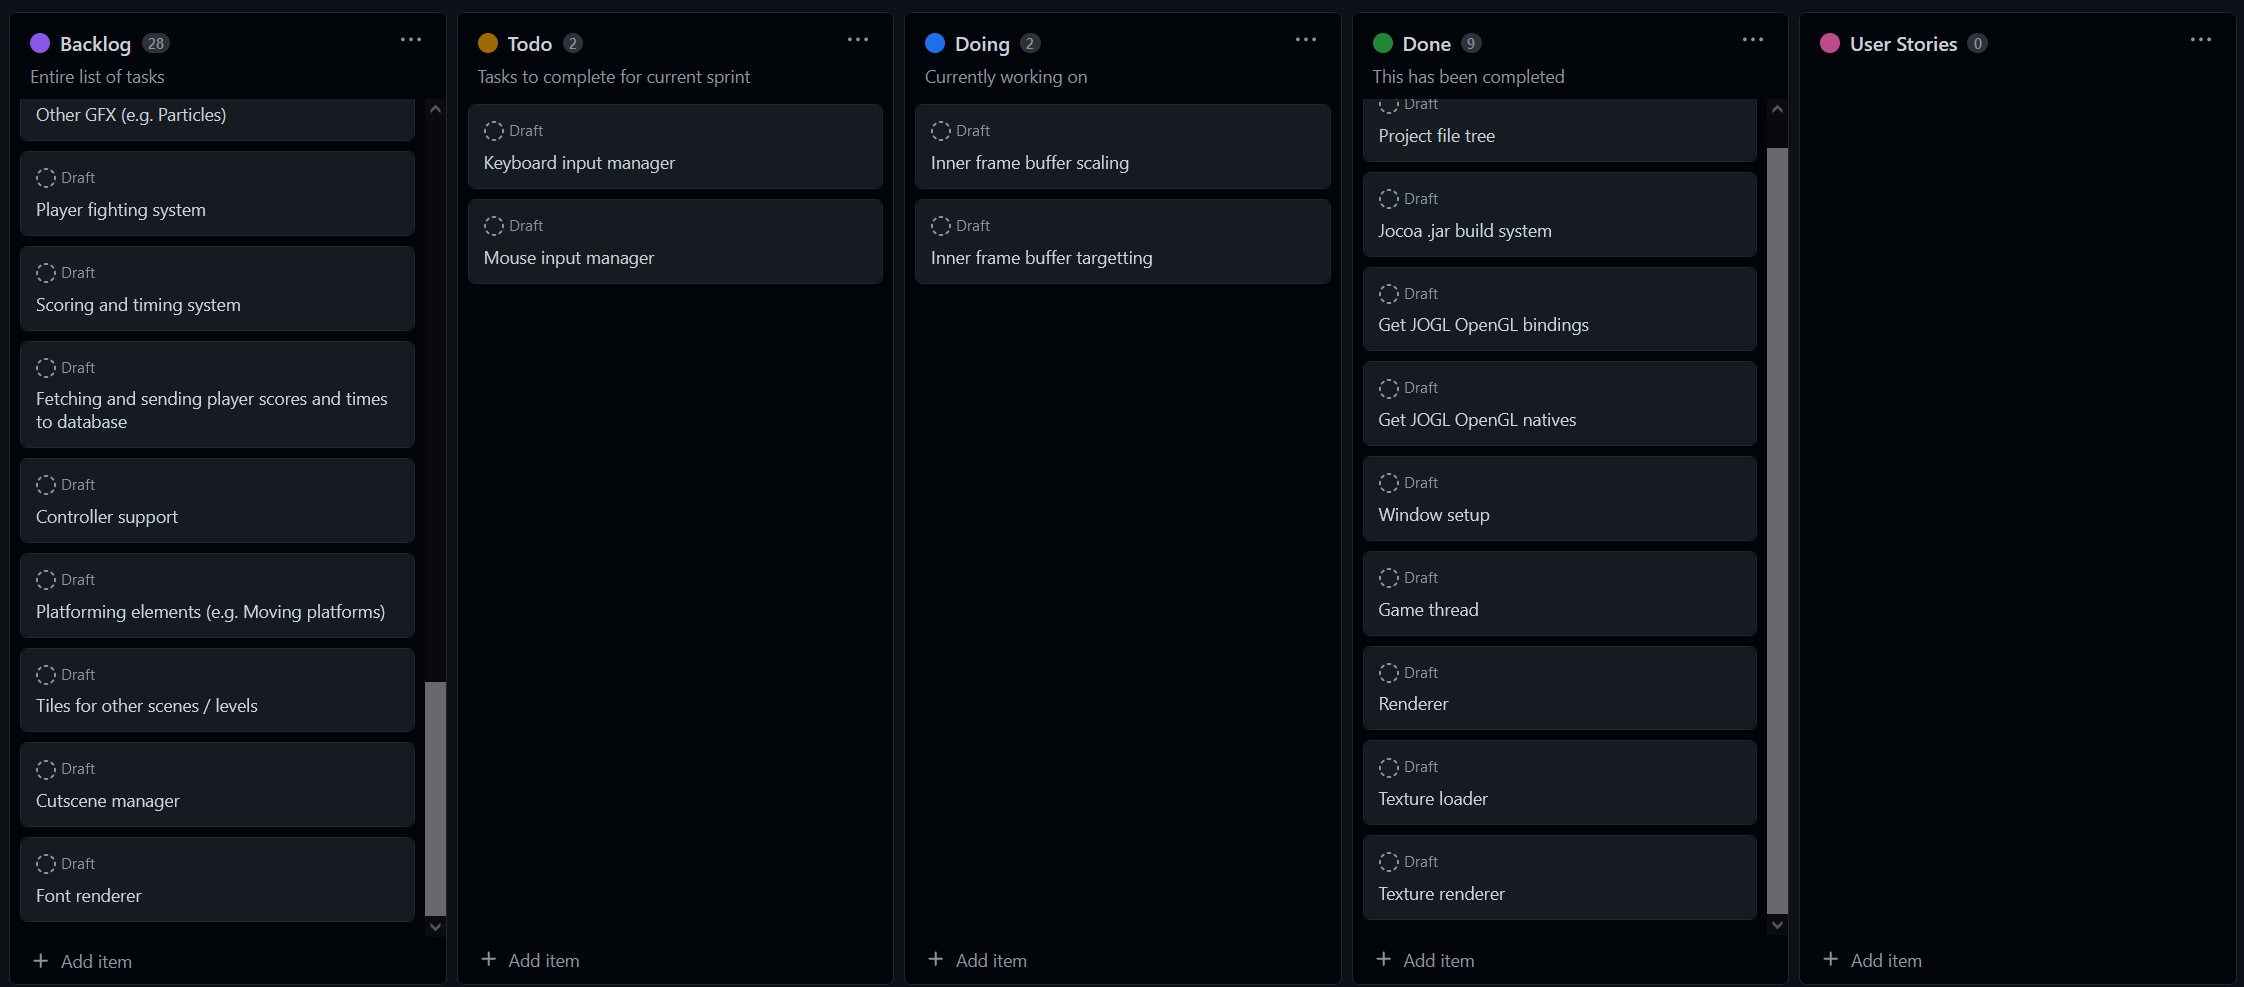 Backlog 28
Entire list of tasks
Other GFX (e.g. Particles)
Draft
Player fighting system
Draft
Scoring and timing system
Draft
Fetching and sending player scores and times
to database
Draft
Controller support
Draft
Platforming elements (e.g. Moving platforms)
Draft
Tiles for other scenes / levels
Draft
Cutscene manager
Draft
Font renderer
+ Add item
Todo 2
Tasks to complete for current sprint
Draft
Keyboard input manager
Draft
Mouse input manager
+ Add item
Doing 2
Currently working on
Draft
Inner frame buffer scaling
Draft
Inner frame buffer targetting
+ Add item
Done 9
This has been completed
Draft
Project file tree
Draft
Jocoa .jar build system
Draft
Get JOGL OpenGL bindings
Draft
Get JOGL OpenGL natives
Draft
Window setup
Draft
Game thread
Draft
Renderer
Draft
Texture loader
Draft
Texture renderer
+ Add item
User Stories 0
+ Add item